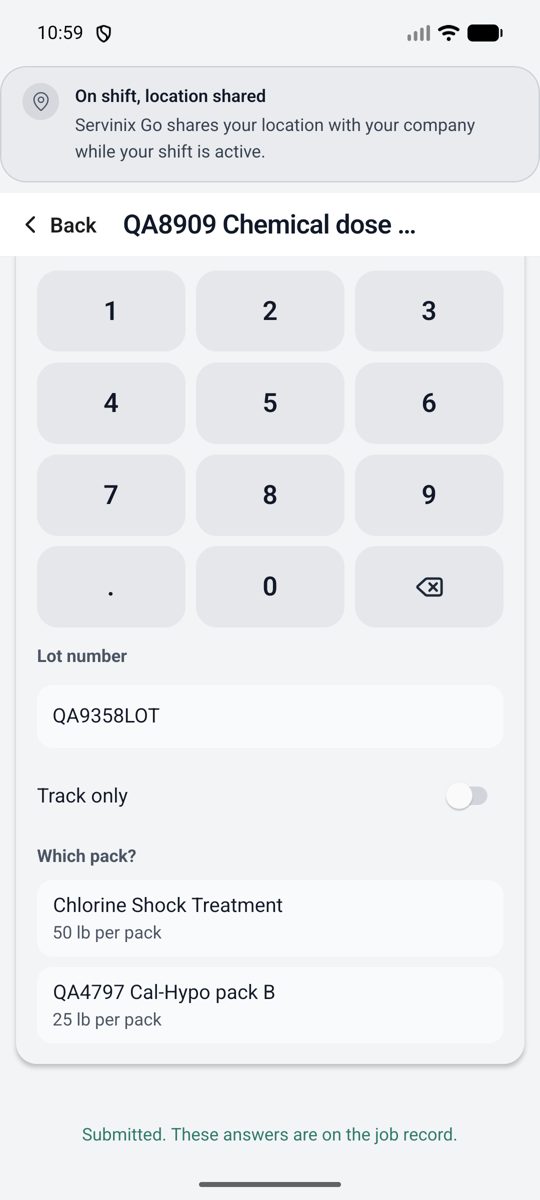 10:59
On shift, location shared
Servinix Go shares your location with your company
while your shift is active.
Back
QA8909 Chemical dose ...
1
2
3
4
5
6
7
8
9
.
0
Lot number
QA9358LOT
Track only
Which pack?
Chlorine Shock Treatment
50 lb per pack
QA4797 Cal-Hypo pack B
25 lb per pack
Submitted. These answers are on the job record.